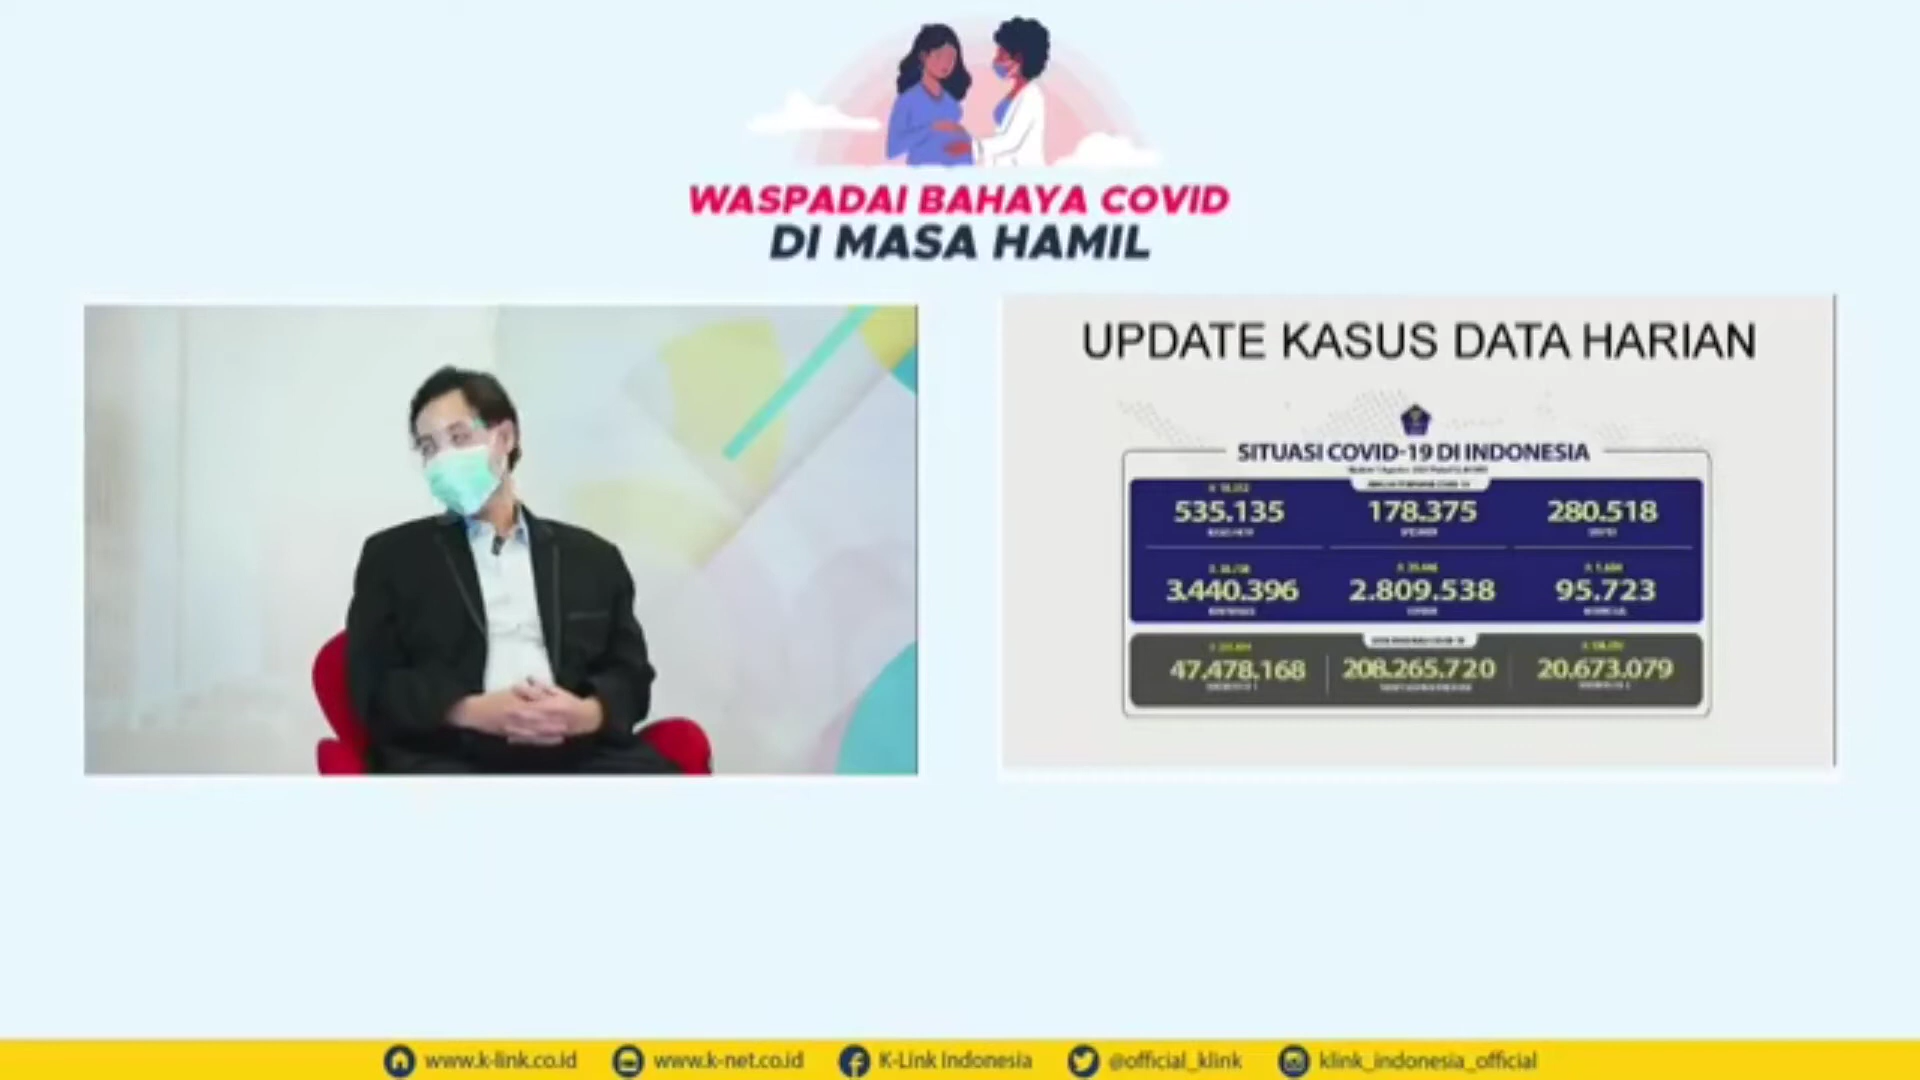 WASPADAI BAHAYA COVID
DI MASA HAMIL
UPDATE KASUS DATA HARIAN
SITUASI COVID-19 DI INDONESIA
535.135
178.375
280.518
3.440.396
2.809.538
95.723
47.478.168
208.265.720
20.673.079
www.k-link.co.id
www.k-net.co.id
K-Link Indonesia
@official_klink
klink_indonesia_official